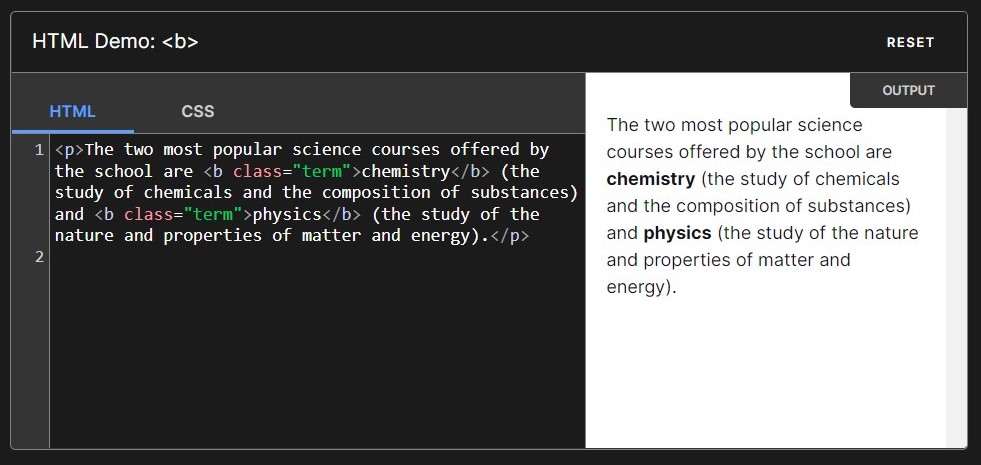 HTML Demo: <b>
RESET
HTML
CSS
1 <p>The two most popular science courses offered by
the school are <b class="term">chemistry</b> (the
study of chemicals and the composition of substances)
and <b class="term">physics</b> (the study of the
nature and properties of matter and energy).</p>
2
OUTPUT
The two most popular science
courses offered by the school are
chemistry (the study of chemicals
and the composition of substances)
and physics (the study of the nature
and properties of matter and
energy).